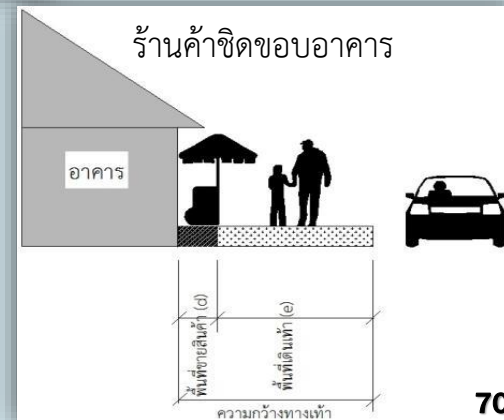 ร้านค้าชิดขอบอาคาร
อาคาร
พื้นที่ขายสินค้า (d)
พื้นที่เดินเท้า (e)
ความกว้างทางเท้า
70